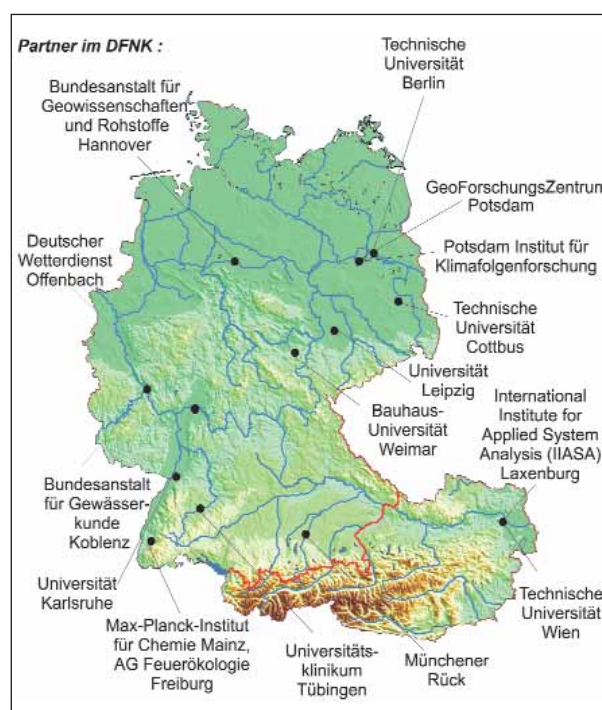 Partner im DFNK :
Technische
Universität
Berlin
Bundesanstalt für
Geowissenschaften
und Rohstoffe
Hannover
GeoForschungsZentrum
Potsdam
Deutscher
Wetterdienst
Offenbach
Potsdam Institut für
Klimafolgenforschung
Technische
Universität
Cottbus
Universität
Leipzig
International
Institute for
Applied System
Analysis (IIASA)
Laxenburg
Bauhaus-
Universität
Weimar
Bundesanstalt
für Gewässer-
kunde
Koblenz
Universität
Karlsruhe
Technische
Universität
Wien
Max-Planck-Institut
für Chemie Mainz,
AG Feuerökologie
Freiburg
Universitäts-
klinikum
Tübingen
Münchener
Rück